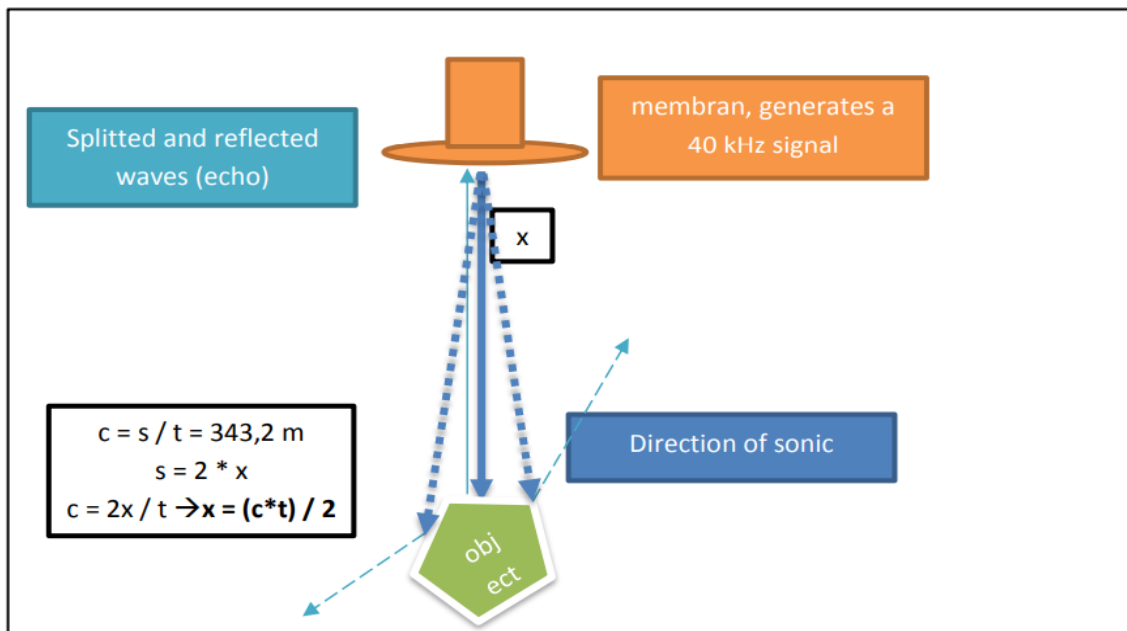 Splitted and reflected
waves (echo)
membran, generates a
40 kHz signal
x
c = s / t = 343,2 m
s = 2 * x
c = 2x / t →x = (c*t) / 2
Direction of sonic
obj
ect